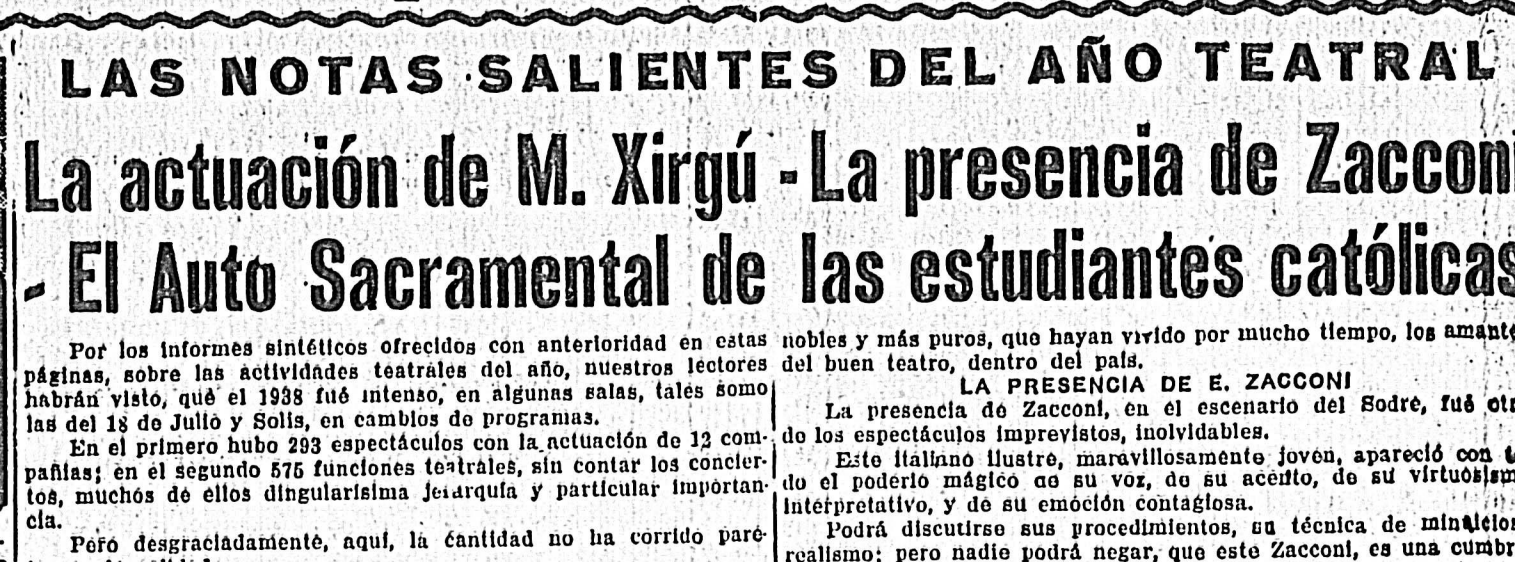 LAS NOTAS SALIENTES DEL AÑO TEATRAL
La actuación de M. Xirgú - La presencia de Zacconi
- El Auto Sacramental de las estudiantes católicas
Por los informes sintéticos ofrecidos con anterioridad en estas
páginas, sobre las actividades teatrales del año, nuestros lectores
habrán visto, que el 1938 fué intenso, en algunas salas, tales somo
las del 18 de Julio y Solís, en cambios de programas.
En el primero hubo 293 espectáculos con la actuación de 12 com-
pañías; en el segundo 575 funciones teatrales, sin contar los concier-
tos, muchos de ellos dingularísima jerarquía y particular importan-
cia.
Pero desgraciadamente, aquí, la cantidad no ha corrido pare-
nobles y más puros, que hayan vivido por mucho tiempo, los amante
del buen teatro, dentro del país.
LA PRESENCIA DE E. ZACCONI
La presencia de Zacconi, en el escenario del Sodre, fué otr
de los espectáculos imprevistos, inolvidables.
Este italiano ilustre, maravillosamente joven, apareció con t
do el poderío mágico de su voz, de su acento, de su virtuosism
interpretativo, y de su emoción contagiosa.
Podrá discutirse sus procedimientos, su técnica de minucios
realismo; pero nadie podrá negar, que este Zacconi, es una cumbr